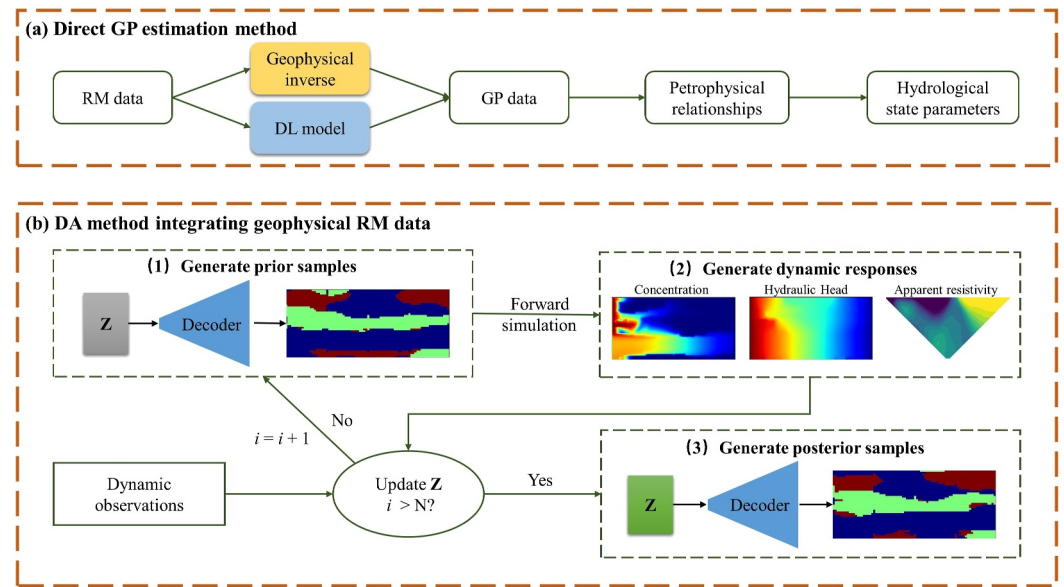 (a) Direct GP estimation method
RM data
Geophysical
inverse
DL model
GP data
Petrophysical
relationships
Hydrological
state parameters
(b) DA method integrating geophysical RM data
(1) Generate prior samples
Z
Decoder
Forward
simulation
(2) Generate dynamic responses
Concentration
Hydraulic Head
Apparent resistivity
No
i = i + 1
Dynamic
observations
Update Z
i > N?
Yes
(3) Generate posterior samples
Z
Decoder